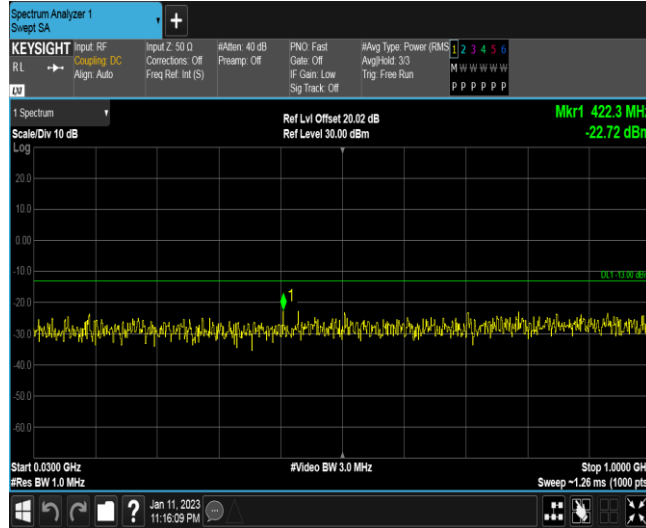 Spectrum Analyzer 1
Swept SA
+
KEYSIGHT
RL
Input: RF
Coupling: DC
Align: Auto
Input Z: 50 Ω
Corrections: Off
Freq Ref: Int (S)
#Atten: 40 dB
Preamp: Off
PNO: Fast
Gate: Off
IF Gain: Low
Sig Track: Off
#Avg Type: Power (RMS
Avg|Hold: 3/3
Trig: Free Run
1 2 3 4 5 6
M W W W W W
P P P P P P
LXI
1 Spectrum
Scale/Div 10 dB
Ref Lvl Offset 20.02 dB
Ref Level 30.00 dBm
Mkr1 422.3 MHz
-22.72 dBm
Log
20.0
10.0
0.00
-10.0
DL1 -13.00 dBm
1
-20.0
-30.0
-40.0
-50.0
-60.0
Start 0.0300 GHz
#Res BW 1.0 MHz
#Video BW 3.0 MHz
Stop 1.0000 GH
Sweep ~1.26 ms (1000 pts
?
Jan 11, 2023
11:16:09 PM